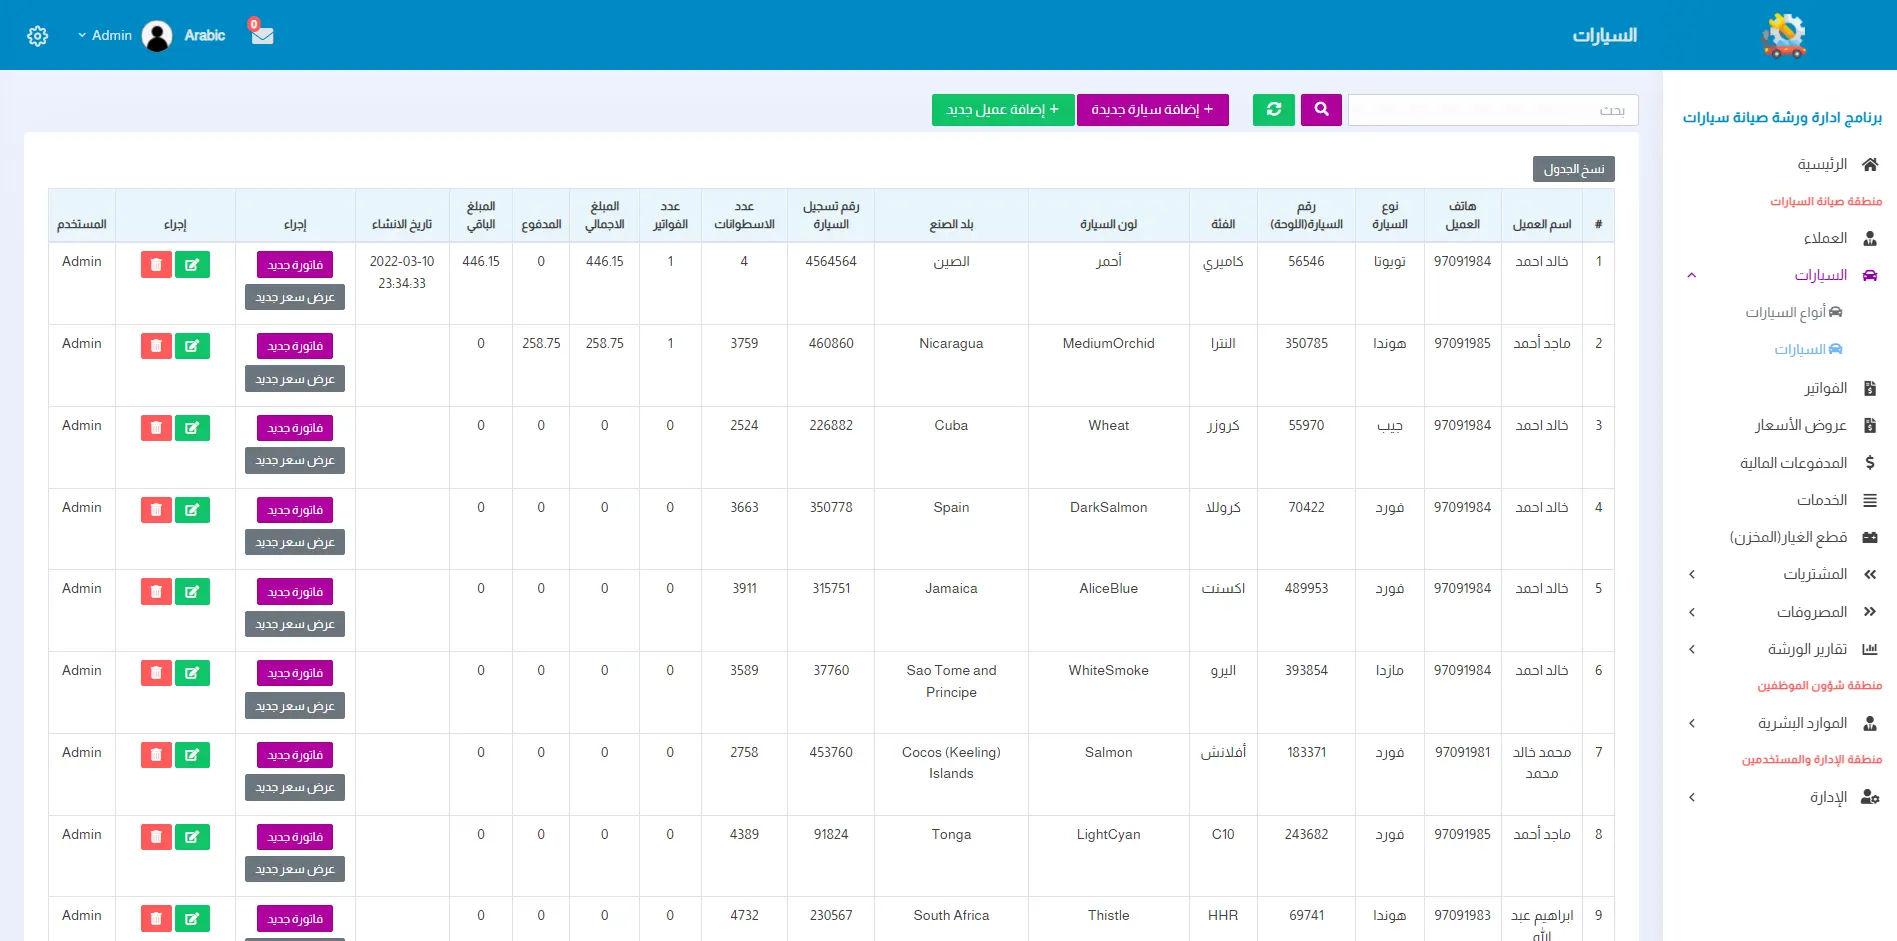 السيارات
0
Arabic
Admin
برنامج ادارة ورشة صيانة سيارات
الرئيسية
منطقة صيانة السيارات
العملاء
السيارات
أنواع السيارات
السيارات
الفواتير
عروض الأسعار
المدفوعات المالية
الخدمات
قطع الغيار(المخزن)
المشتريات
المصروفات
تقارير الورشة
منطقة شؤون الموظفين
الموارد البشرية
منطقة الإدارة والمستخدمين
الإدارة
بحث
+ إضافة سيارة جديدة
+ إضافة عميل جديد
نسخ الجدول
# اسم العميل هاتف العميل نوع السيارة رقم السيارة(اللوحة) الفئة لون السيارة بلد الصنع رقم تسجيل السيارة عدد الاسطوانات عدد الفواتير المبلغ الاجمالي المدفوع المبلغ الباقي تاريخ الانشاء إجراء إجراء المستخدم
1 خالد احمد 97091984 تويوتا 56546 كاميري أحمر الصين 4564564 4 1 446.15 0 446.15 2022-03-10 23:34:33 فاتورة جديد Admin
عرض سعر جديد
2 ماجد أحمد 97091985 هوندا 350785 النترا MediumOrchid Nicaragua 460860 3759 1 258.75 258.75 0 فاتورة جديد Admin
عرض سعر جديد
3 خالد احمد 97091984 جيب 55970 كروزر Wheat Cuba 226882 2524 0 0 0 0 فاتورة جديد Admin
عرض سعر جديد
4 خالد احمد 97091984 فورد 70422 كروللا DarkSalmon Spain 350778 3663 0 0 0 0 فاتورة جديد Admin
عرض سعر جديد
5 خالد احمد 97091984 فورد 489953 اكسنت AliceBlue Jamaica 315751 3911 0 0 0 0 فاتورة جديد Admin
عرض سعر جديد
6 خالد احمد 97091984 مازدا 393854 اليرو WhiteSmoke Sao Tome and Principe 37760 3589 0 0 0 0 فاتورة جديد Admin
عرض سعر جديد
7 محمد خالد محمد 97091981 فورد 183371 أفلانش Salmon Cocos (Keeling) Islands 453760 2758 0 0 0 0 فاتورة جديد Admin
عرض سعر جديد
8 ماجد أحمد 97091985 فورد 243682 C10 LightCyan Tonga 91824 4389 0 0 0 0 فاتورة جديد Admin
عرض سعر جديد
9 ابراهيم عبد الله 97091983 هوندا 69741 HHR Thistle South Africa 230567 4732 0 0 0 0 فاتورة جديد Admin